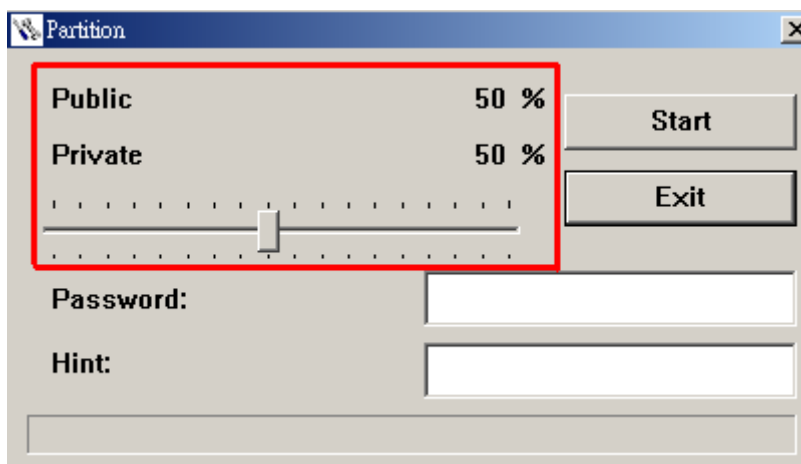 Partition
Public 50 %
Private 50 %
Start
Exit
Password:
Hint: